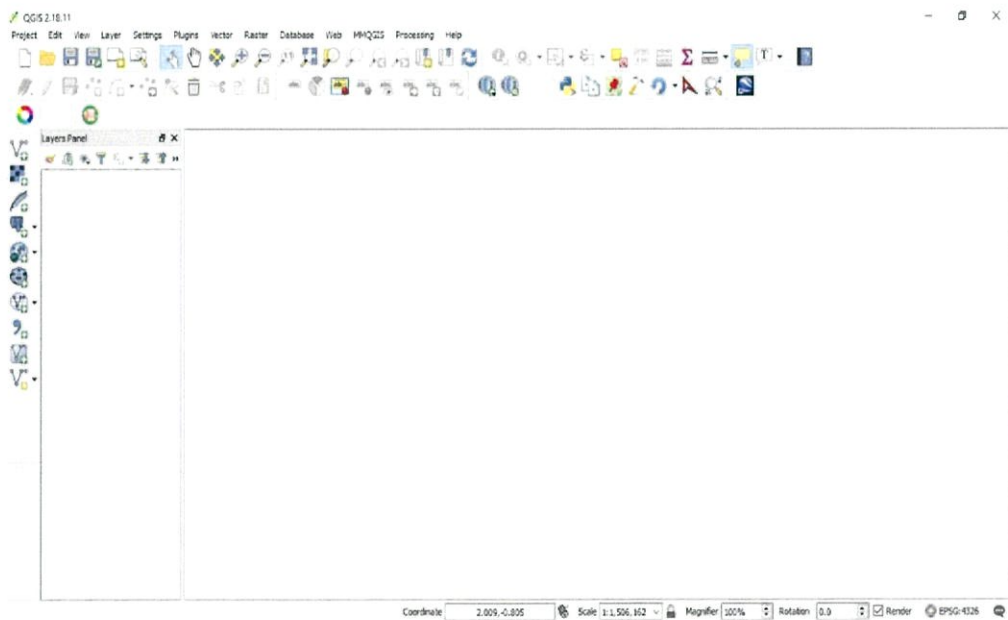 QGIS 2.18.11
Project Edit View Layer Settings Plugins Vector Raster Database Web MMQGIS Processing Help
Layers Panel
Coordinate 2.009,-0.805 Scale 1:1,506,162 Magnifier 100% Rotation 0.0 Render EPSG:4326